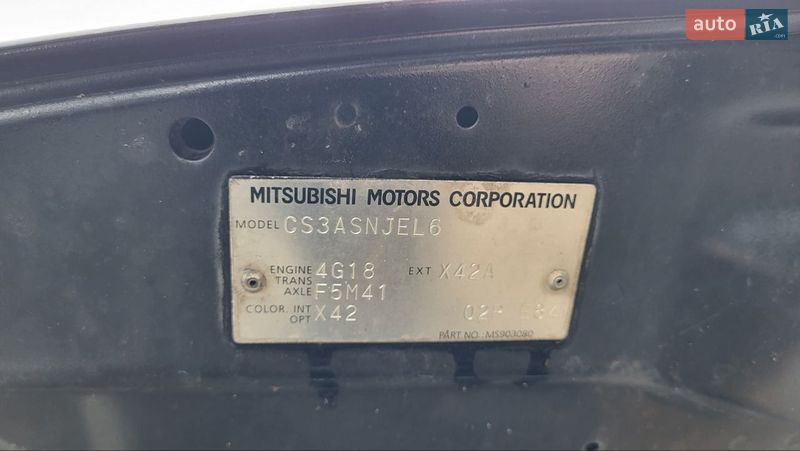 auto RIA .com
MITSUBISHI MOTORS CORPORATION
MODEL CS3ASNJEL6
ENGINE 4G18 EXT X42A
TRANS
AXLE F5M41
COLOR, INT X42
OPT
PART NO.: MS903080